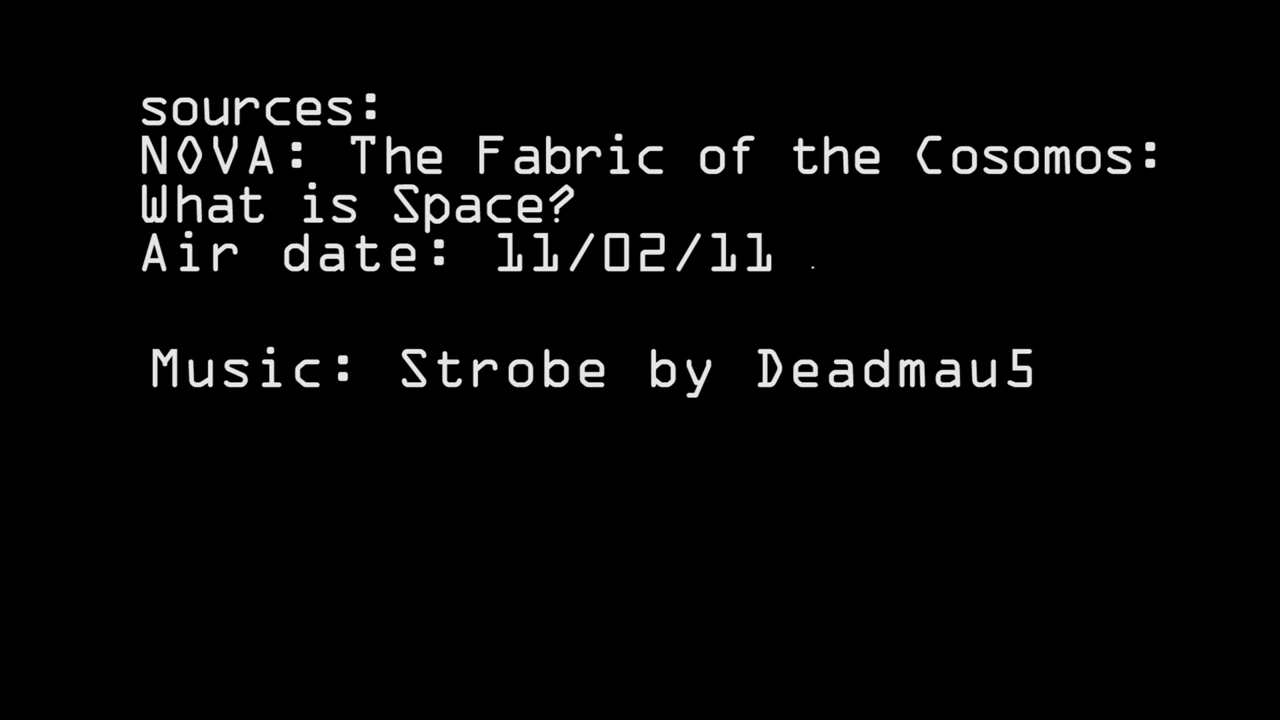 sources:
NOVA: The Fabric of the Cosomos:
What is Space?
Air date: 11/02/11
Music: Strobe by Deadmau5